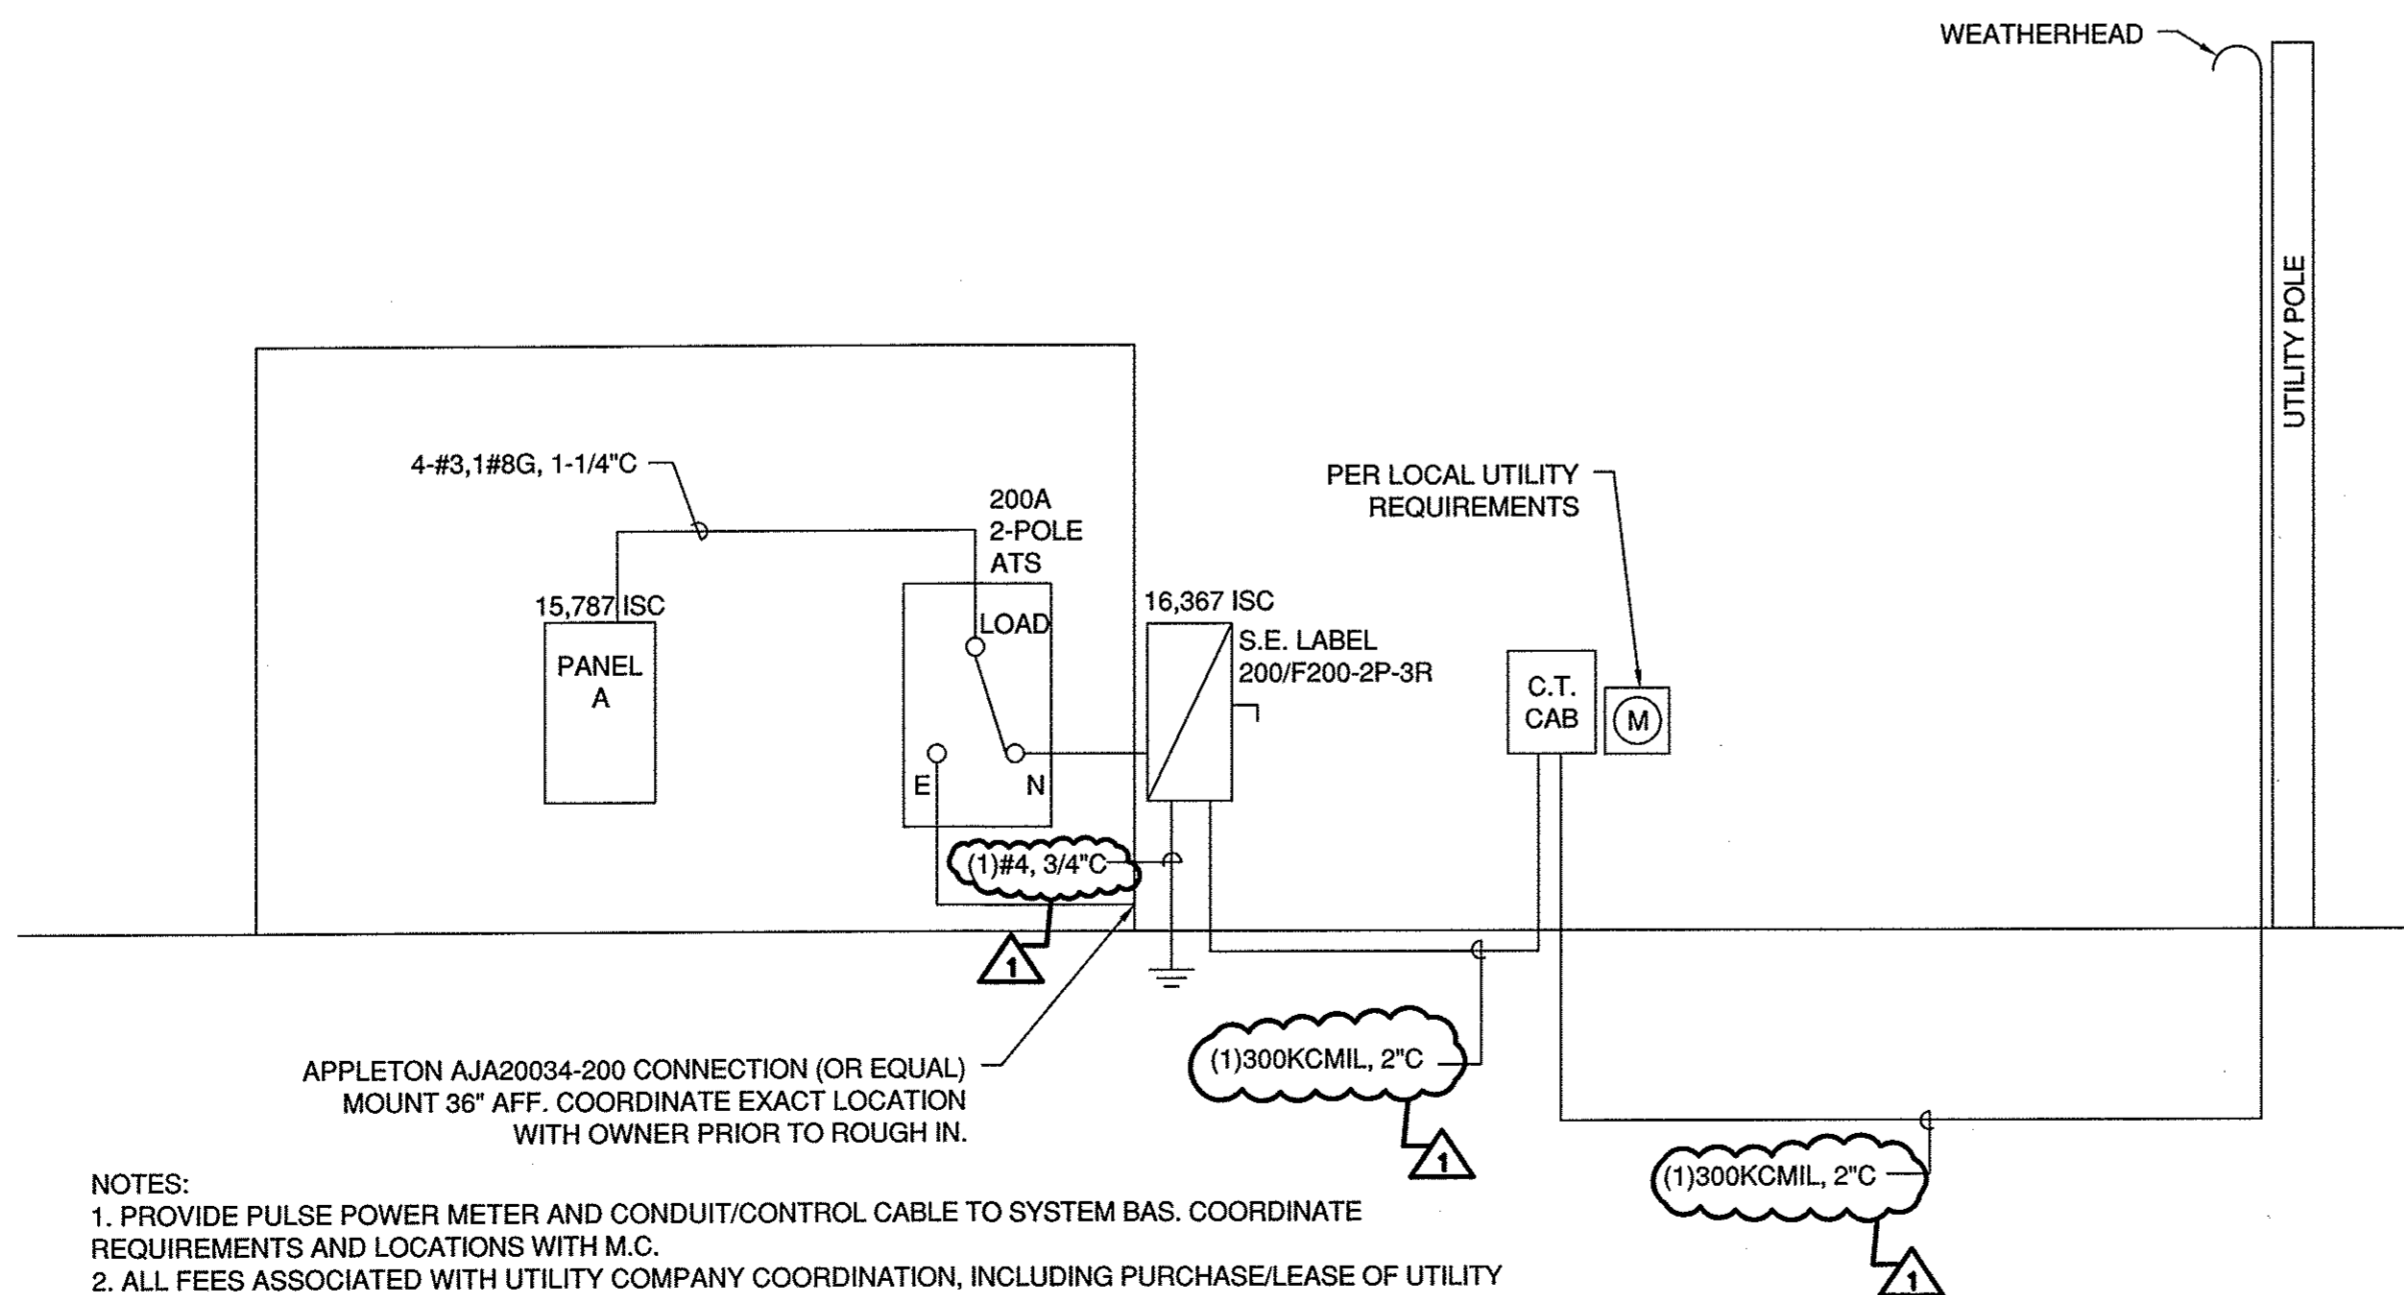 WEATHERHEAD
UTILITY POLE
4-#3,1#8G, 1-1/4"C
200A
2-POLE
ATS
PER LOCAL UTILITY
REQUIREMENTS
15,787 ISC
PANEL
A
LOAD
E
N
16,367 ISC
S.E. LABEL
200/F200-2P-3R
C.T.
CAB
M
(1)#4, 3/4"C
1
(1)300KCMIL, 2"C
1
(1)300KCMIL, 2"C
1
APPLETON AJA20034-200 CONNECTION (OR EQUAL)
MOUNT 36" AFF. COORDINATE EXACT LOCATION
WITH OWNER PRIOR TO ROUGH IN.
NOTES:
1. PROVIDE PULSE POWER METER AND CONDUIT/CONTROL CABLE TO SYSTEM BAS. COORDINATE
REQUIREMENTS AND LOCATIONS WITH M.C.
2. ALL FEES ASSOCIATED WITH UTILITY COMPANY COORDINATION, INCLUDING PURCHASE/LEASE OF UTILITY